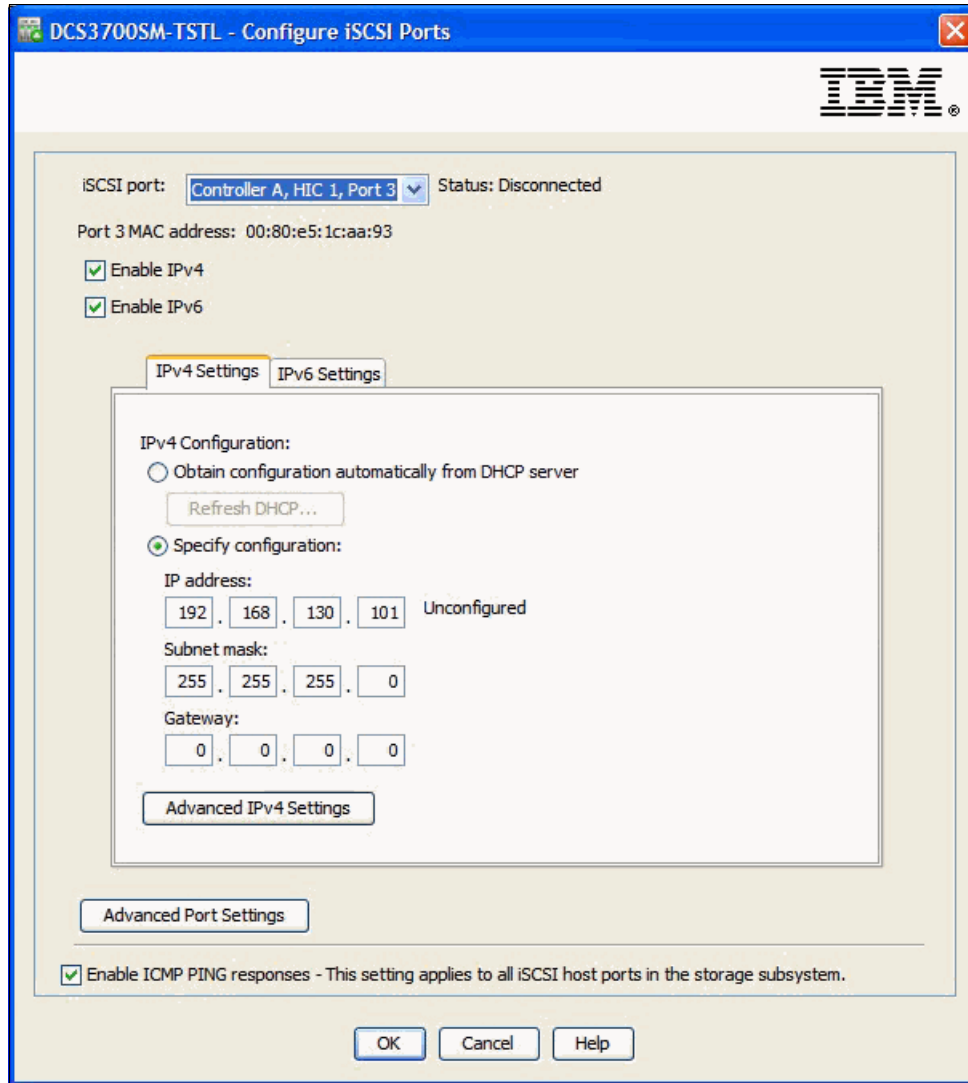 DCS3700SM-TSTL - Configure iSCSI Ports
IBM®
iSCSI port: Controller A, HIC 1, Port 3 Status: Disconnected
Port 3 MAC address: 00:80:e5:1c:aa:93
Enable IPv4
Enable IPv6
IPv4 Settings IPv6 Settings
IPv4 Configuration:
Obtain configuration automatically from DHCP server
Refresh DHCP...
Specify configuration:
IP address:
192 . 168 . 130 . 101 Unconfigured
Subnet mask:
255 . 255 . 255 . 0
Gateway:
0 . 0 . 0 . 0
Advanced IPv4 Settings
Advanced Port Settings
Enable ICMP PING responses - This setting applies to all iSCSI host ports in the storage subsystem.
OK Cancel Help